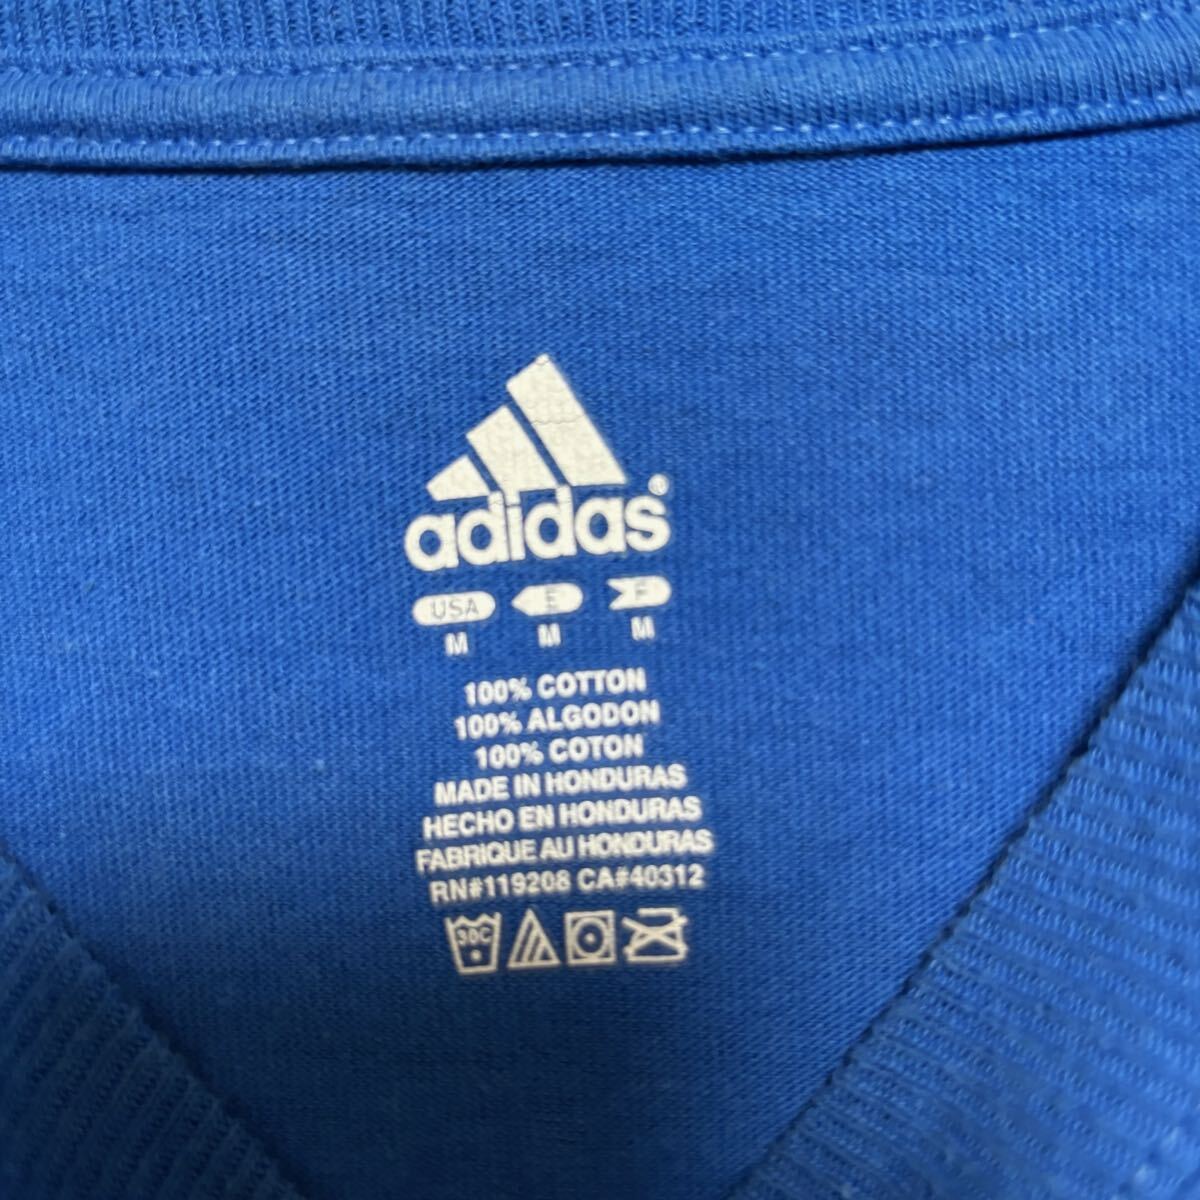 adidas®
USA E F
M M M
100% COTTON
100% ALGODON
100% COTON
MADE IN HONDURAS
HECHO EN HONDURAS
FABRIQUE AU HONDURAS
RN#119208 CA#40312
30C